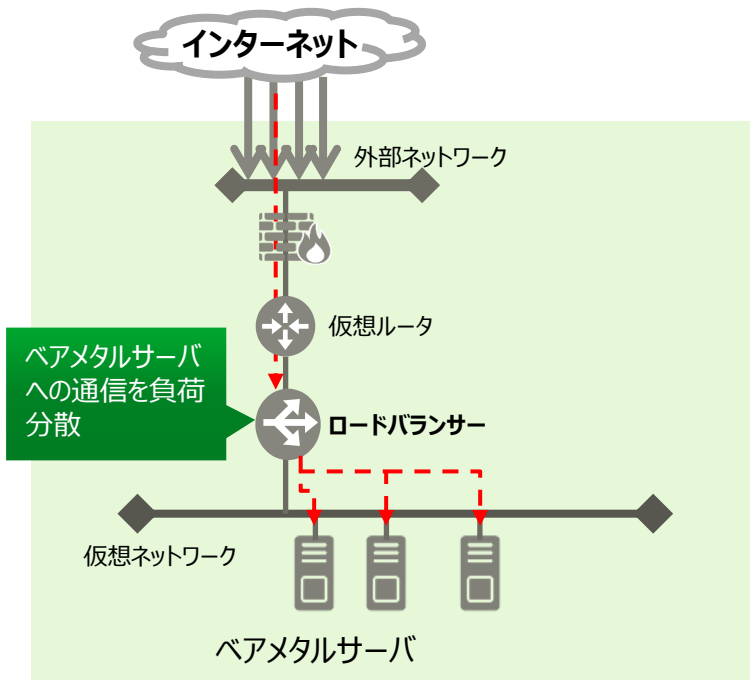 インターネット
外部ネットワーク
仮想ルータ
ベアメタルサーバ
への通信を負荷
分散
ロードバランサー
仮想ネットワーク
ベアメタルサーバ